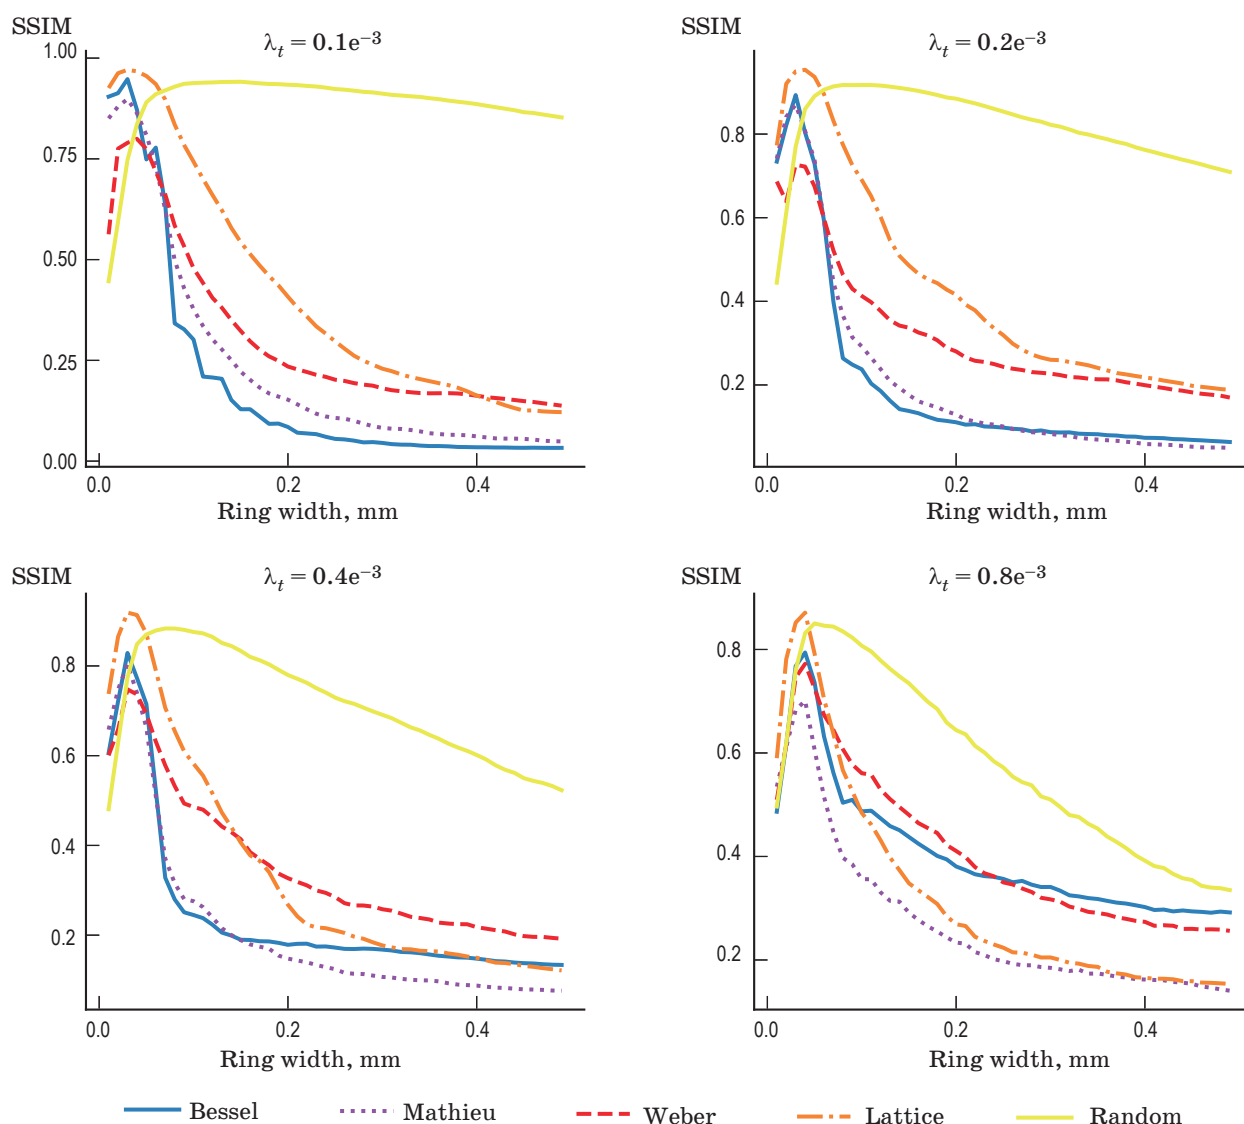 SSIM
λt = 0.1e⁻³
1.00
0.75
0.50
0.25
0.00
0.0 0.2 0.4
Ring width, mm
SSIM
λt = 0.2e⁻³
0.8
0.6
0.4
0.2
0.0 0.2 0.4
Ring width, mm
SSIM
λt = 0.4e⁻³
0.8
0.6
0.4
0.2
0.0 0.2 0.4
Ring width, mm
SSIM
λt = 0.8e⁻³
0.8
0.6
0.4
0.2
0.0 0.2 0.4
Ring width, mm
Bessel Mathieu Weber Lattice Random